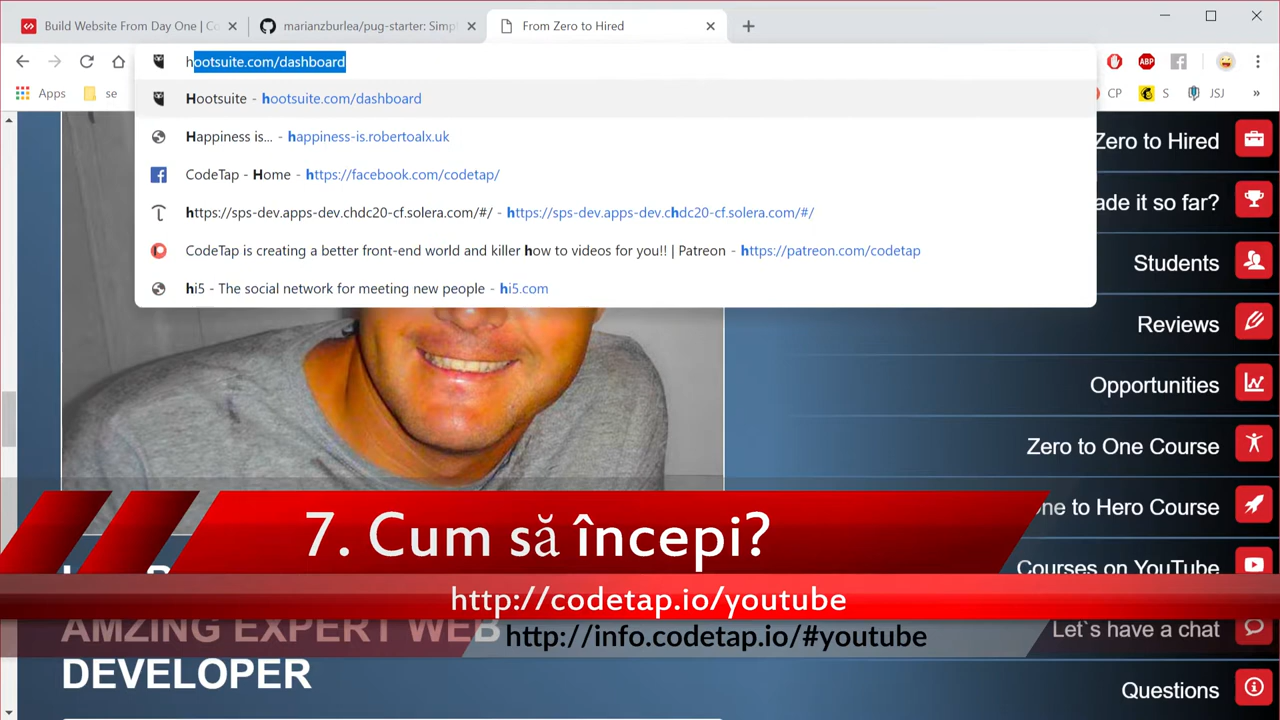 Build Website From Day One | Co
marianzburlea/pug-starter: Simpl
From Zero to Hired
hootsuite.com/dashboard
Apps
se
ABP
CP
S
JSJ
»
Hootsuite - hootsuite.com/dashboard
Happiness is... - happiness-is.robertoalx.uk
CodeTap - Home - https://facebook.com/codetap/
https://sps-dev.apps-dev.chdc20-cf.solera.com/#/ - https://sps-dev.apps-dev.chdc20-cf.solera.com/#/
CodeTap is creating a better front-end world and killer how to videos for you!! | Patreon - https://patreon.com/codetap
hi5 - The social network for meeting new people - hi5.com
Zero to Hired
ade it so far?
Students
Reviews
Opportunities
Zero to One Course
One to Hero Course
Courses on YouTube
Let`s have a chat
Questions
7. Cum să începi?
http://codetap.io/youtube
http://info.codetap.io/#youtube
AMZING EXPERT WEB
DEVELOPER